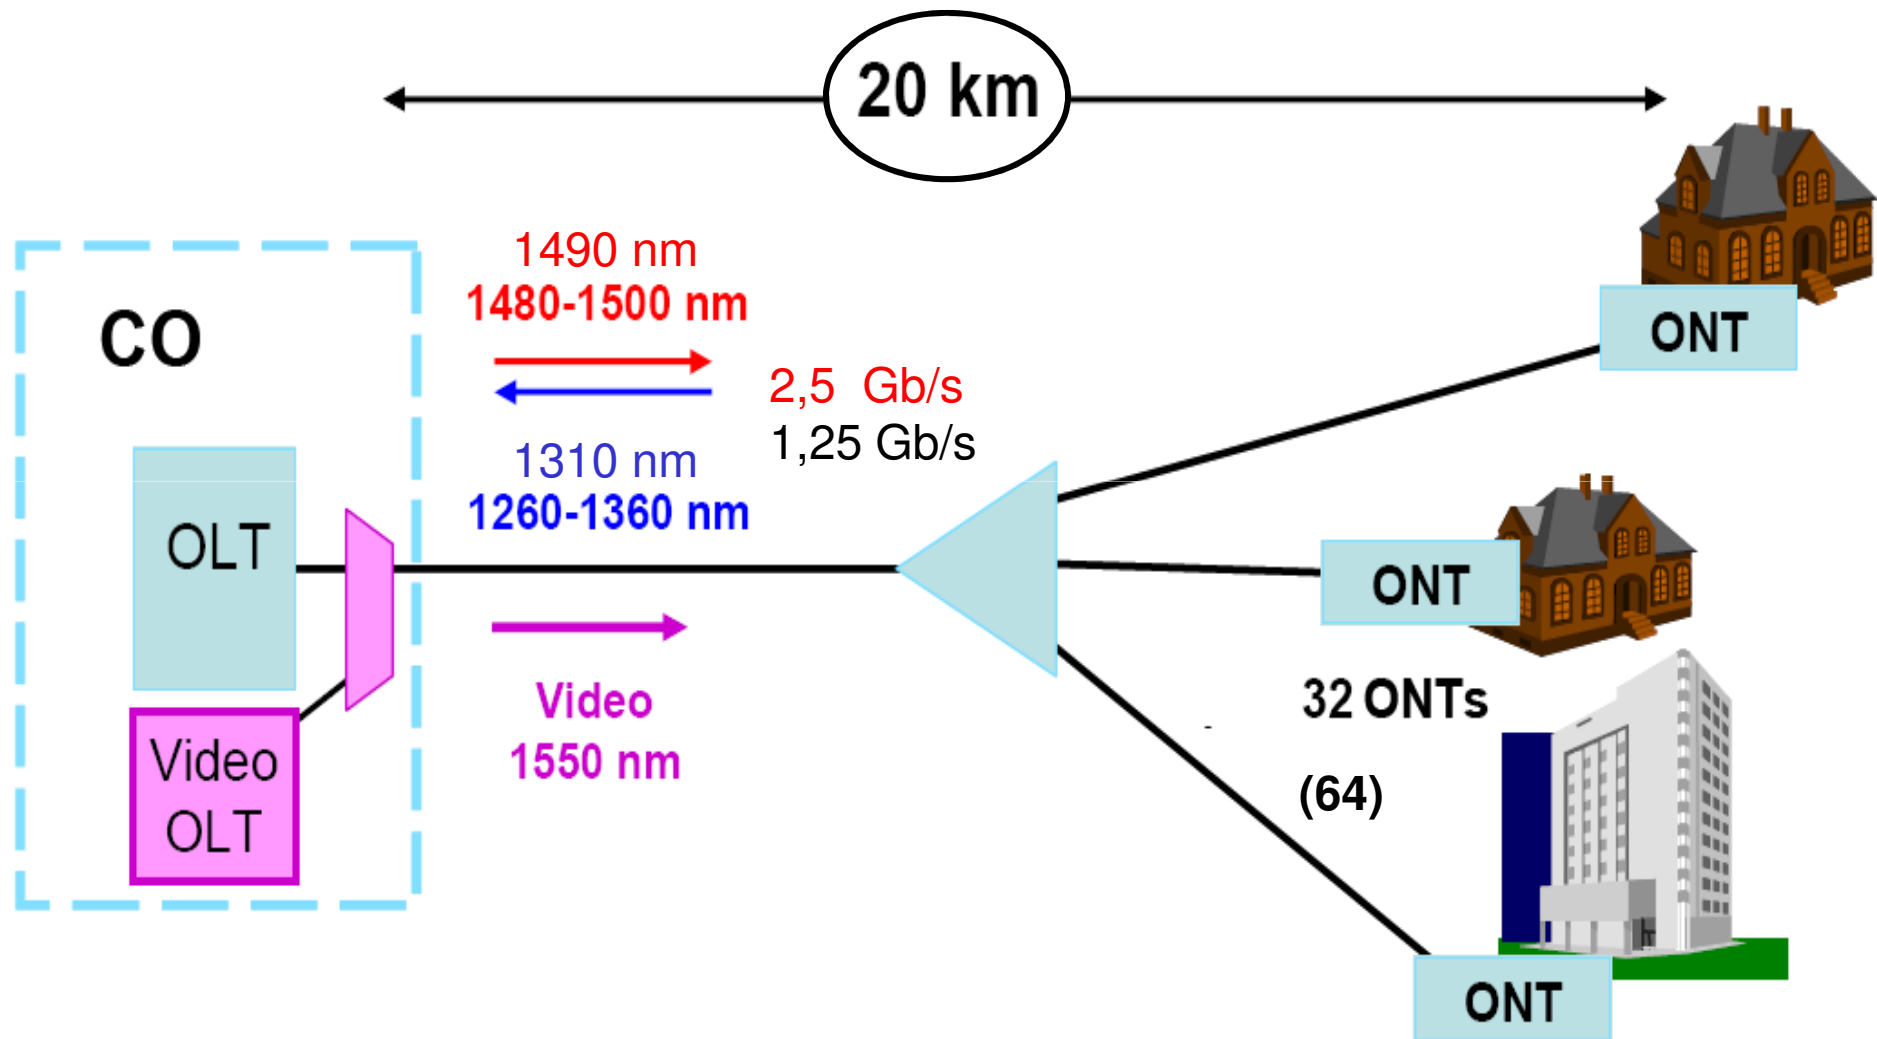 20 km
1490 nm
1480-1500 nm
CO
ONT
2,5  Gb/s
1,25 Gb/s
1310 nm
1260-1360 nm
OLT
ONT
Video
1550 nm
32 ONTs
(64)
Video
OLT
ONT